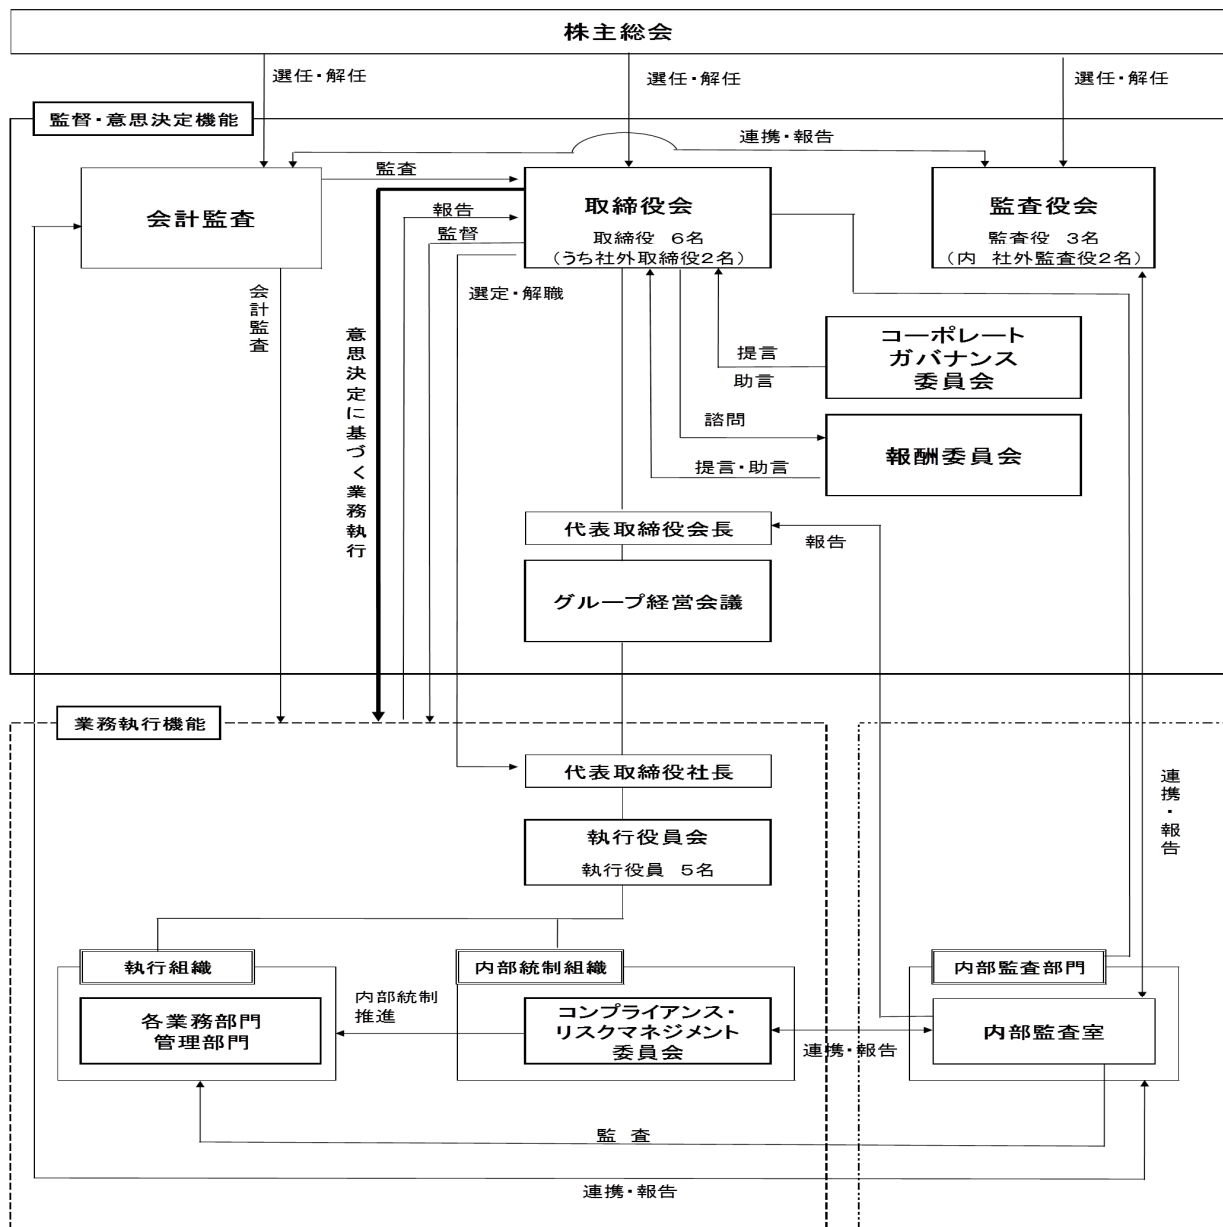 株主総会
選任・解任
選任・解任
選任・解任
監督・意思決定機能
連携・報告
監査
会計監査
取締役会
取締役 6名
(うち社外取締役2名)
監査役会
監査役 3名
(内 社外監査役2名)
報告
監督
選定・解職
会計監査
意思決定に基づく業務執行
コーポレート
ガバナンス
委員会
提言
助言
諮問
報酬委員会
提言・助言
代表取締役会長
報告
グループ経営会議
業務執行機能
代表取締役社長
連携・報告
執行役員会
執行役員 5名
執行組織
内部統制組織
内部監査部門
内部統制
推進
各業務部門
管理部門
コンプライアンス・
リスクマネジメント
委員会
連携・報告
内部監査室
監 査
連携・報告